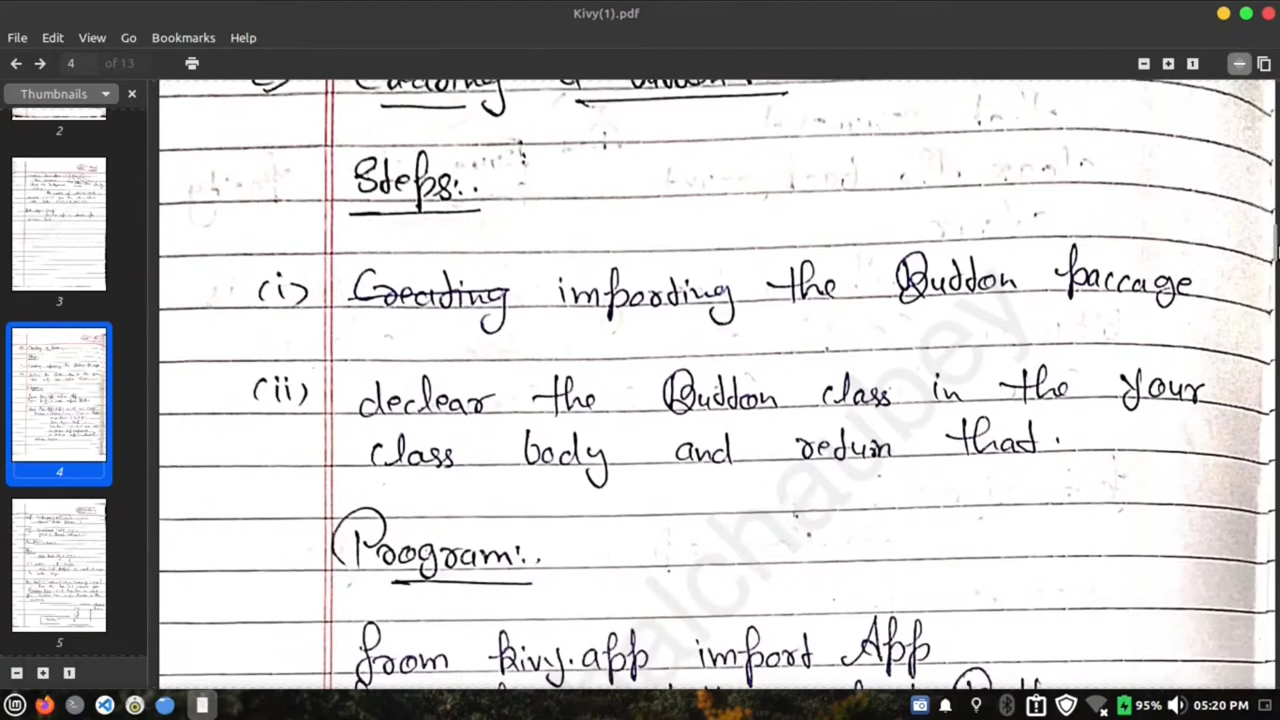 Kivy(1).pdf
File Edit View Go Bookmarks Help
4 of 13
Thumbnails
Steps:.
(i) Creating importing the Button paccage
(ii) declear the Button class in the your
class body and return that.
Program:.
from kivy.app import App
2
3
4
5
95% 05:20 PM